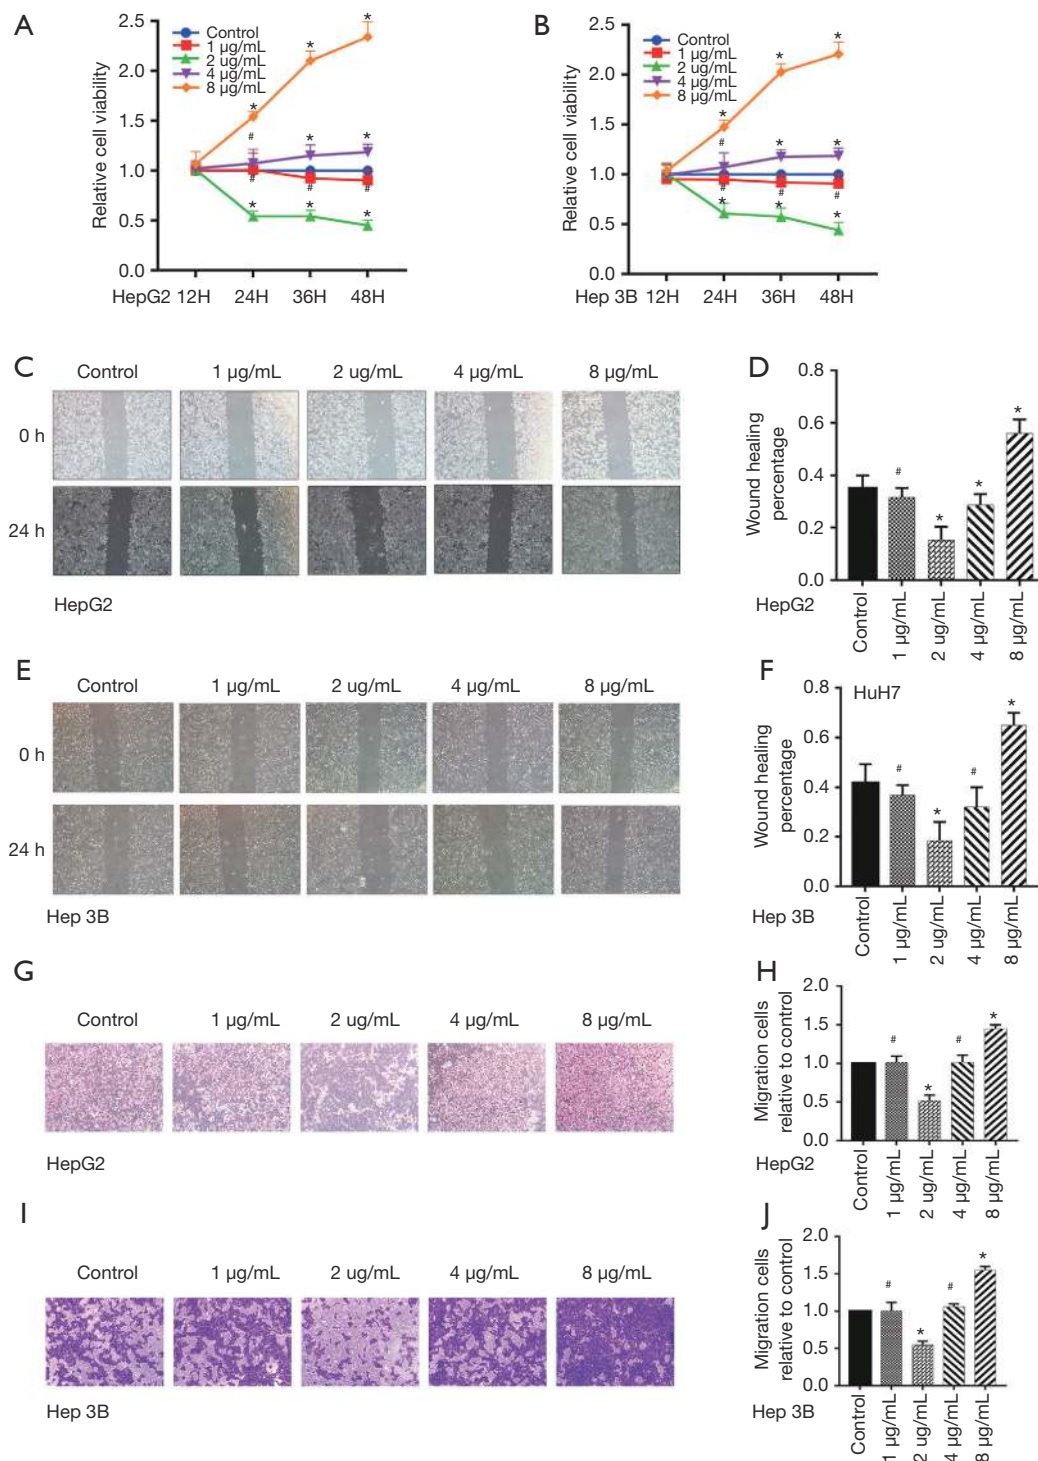 A
Relative cell viability
2.5
2.0
1.5
1.0
0.5
0.0
Control
1 µg/mL
2 ug/mL
4 µg/mL
8 µg/mL
* * *
# * *
# # #
* * *
HepG2 12H 24H 36H 48H
B
Relative cell viability
2.5
2.0
1.5
1.0
0.5
0.0
Control
1 µg/mL
2 ug/mL
4 µg/mL
8 µg/mL
* * *
# * *
# # #
* * *
Hep 3B 12H 24H 36H 48H
C
Control 1 µg/mL 2 ug/mL 4 µg/mL 8 µg/mL
0 h
24 h
HepG2
D
Wound healing
percentage
0.8
0.6
0.4
0.2
0.0
# * * *
HepG2
Control 1 µg/mL 2 ug/mL 4 µg/mL 8 µg/mL
E
Control 1 µg/mL 2 ug/mL 4 µg/mL 8 µg/mL
0 h
24 h
Hep 3B
F
HuH7
Wound healing
percentage
0.8
0.6
0.4
0.2
0.0
# * # *
Hep 3B
Control 1 µg/mL 2 ug/mL 4 µg/mL 8 µg/mL
G
Control 1 µg/mL 2 ug/mL 4 µg/mL 8 µg/mL
HepG2
H
Migration cells
relative to control
2.0
1.5
1.0
0.5
0.0
# * # *
HepG2
Control 1 µg/mL 2 ug/mL 4 µg/mL 8 µg/mL
I
Control 1 µg/mL 2 ug/mL 4 µg/mL 8 µg/mL
Hep 3B
J
Migration cells
relative to control
2.0
1.5
1.0
0.5
0.0
# * # *
Hep 3B
Control 1 µg/mL 2 ug/mL 4 µg/mL 8 µg/mL